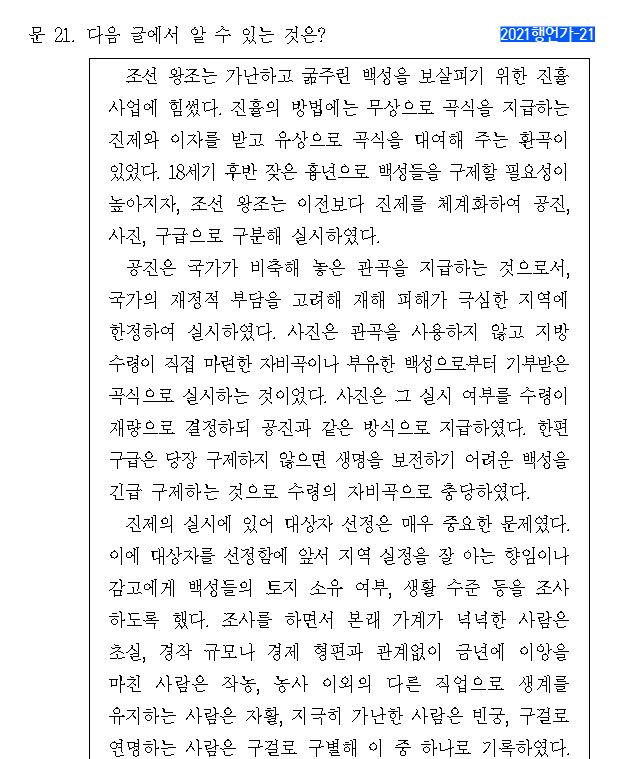 문 21. 다음 글에서 알 수 있는 것은?
2021행언가-21
조선 왕조는 가난하고 굶주린 백성을 보살피기 위한 진휼
사업에 힘썼다. 진휼의 방법에는 무상으로 곡식을 지급하는
진제와 이자를 받고 유상으로 곡식을 대여해 주는 환곡이
있었다. 18세기 후반 잦은 흉년으로 백성들을 구제할 필요성이
높아지자, 조선 왕조는 이전보다 진제를 체계화하여 공진,
사진, 구급으로 구분해 실시하였다.
공진은 국가가 비축해 놓은 관곡을 지급하는 것으로서,
국가의 재정적 부담을 고려해 재해 피해가 극심한 지역에
한정하여 실시하였다. 사진은 관곡을 사용하지 않고 지방
수령이 직접 마련한 자비곡이나 부유한 백성으로부터 기부받은
곡식으로 실시하는 것이었다. 사진은 그 실시 여부를 수령이
재량으로 결정하되 공진과 같은 방식으로 지급하였다. 한편
구급은 당장 구제하지 않으면 생명을 보전하기 어려운 백성을
긴급 구제하는 것으로 수령의 자비곡으로 충당하였다.
진제의 실시에 있어 대상자 선정은 매우 중요한 문제였다.
이에 대상자를 선정함에 앞서 지역 실정을 잘 아는 향임이나
감고에게 백성들의 토지 소유 여부, 생활 수준 등을 조사
하도록 했다. 조사를 하면서 본래 가계가 넉넉한 사람은
초실, 경작 규모나 경제 형편과 관계없이 금년에 이앙을
마친 사람은 작농, 농사 이외의 다른 직업으로 생계를
유지하는 사람은 자활, 지극히 가난한 사람은 빈궁, 구걸로
연명하는 사람은 구걸로 구별해 이 중 하나로 기록하였다.